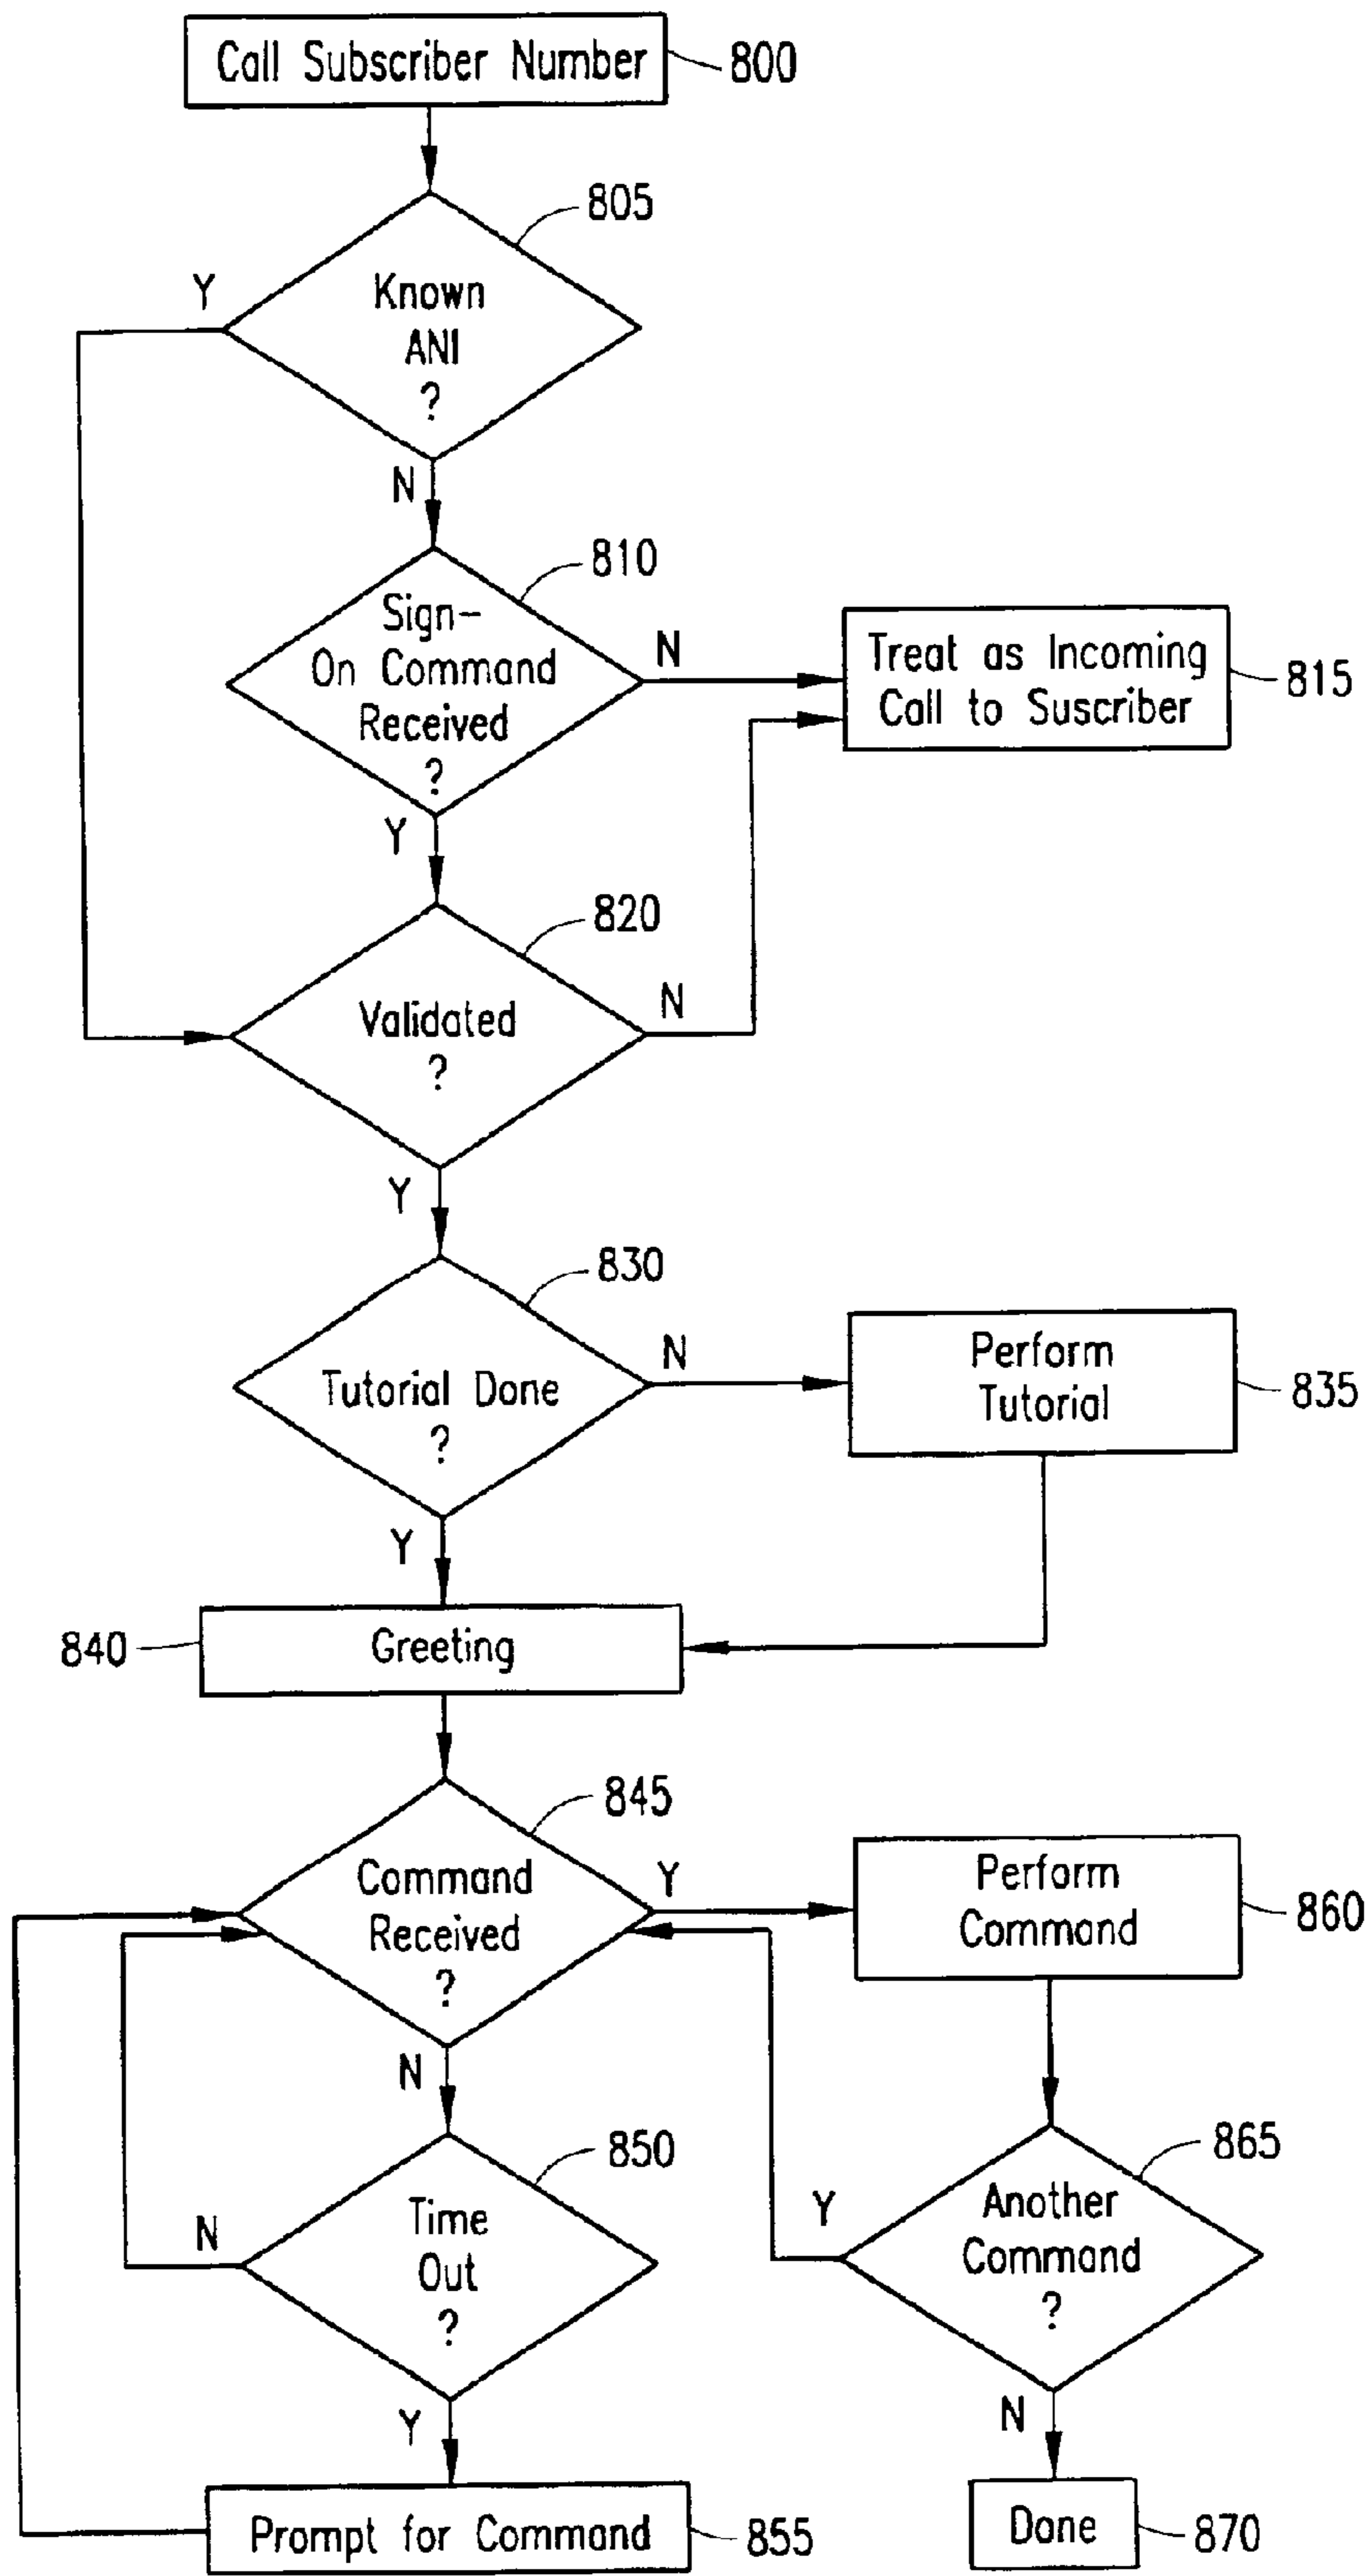 Call Subscriber Number
800
805
Y
Known
ANI
?
N
810
Sign-
On Command
Received
?
N
Treat as Incoming
Call to Suscriber
815
Y
820
Validated
?
N
Y
830
Tutorial Done
?
N
Perform
Tutorial
835
Y
840
Greeting
845
Command
Received
?
Y
Perform
Command
860
N
850
Time
Out
?
N
865
Another
Command
?
Y
Y
N
Prompt for Command
855
Done
870